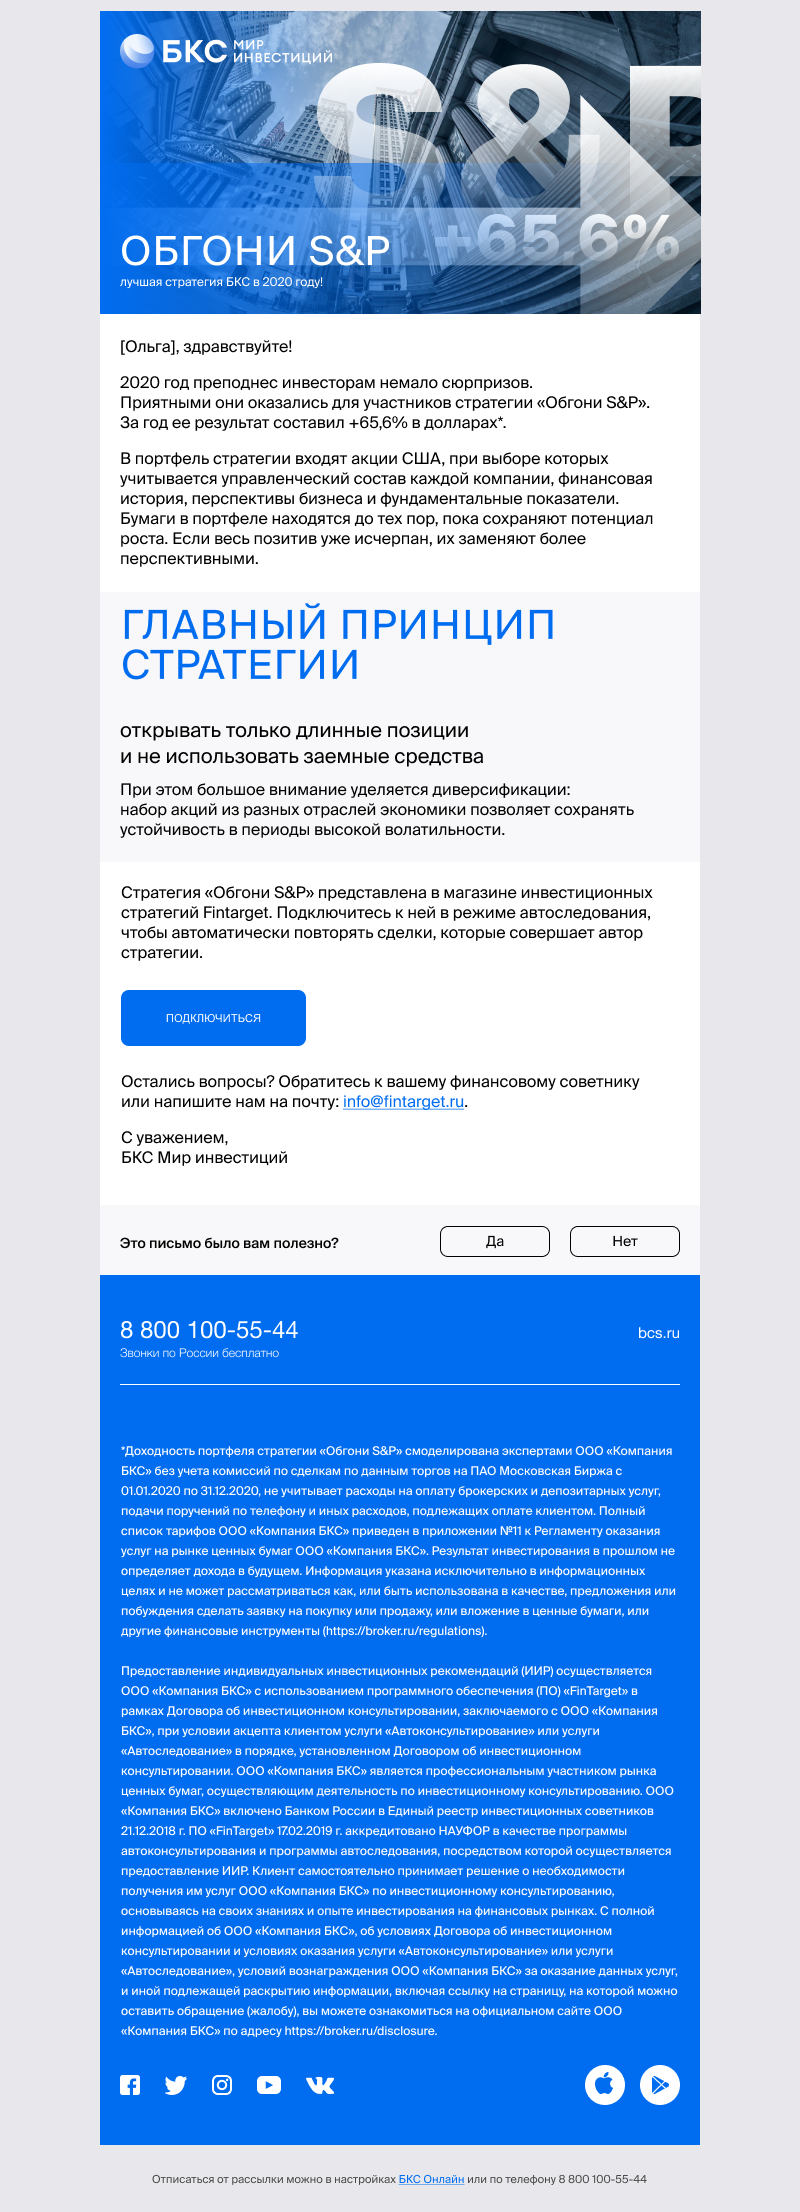 БКС МИР ИНВЕСТИЦИЙ
S&P
+65,6%
ОБГОНИ S&P
лучшая стратегия БКС в 2020 году!
[Ольга], здравствуйте!
2020 год преподнес инвесторам немало сюрпризов.
Приятными они оказались для участников стратегии «Обгони S&P».
За год ее результат составил +65,6% в долларах*.
В портфель стратегии входят акции США, при выборе которых
учитывается управленческий состав каждой компании, финансовая
история, перспективы бизнеса и фундаментальные показатели.
Бумаги в портфеле находятся до тех пор, пока сохраняют потенциал
роста. Если весь позитив уже исчерпан, их заменяют более
перспективными.
ГЛАВНЫЙ ПРИНЦИП
СТРАТЕГИИ
открывать только длинные позиции
и не использовать заемные средства
При этом большое внимание уделяется диверсификации:
набор акций из разных отраслей экономики позволяет сохранять
устойчивость в периоды высокой волатильности.
Стратегия «Обгони S&P» представлена в магазине инвестиционных
стратегий Fintarget. Подключитесь к ней в режиме автоследования,
чтобы автоматически повторять сделки, которые совершает автор
стратегии.
ПОДКЛЮЧИТЬСЯ
Остались вопросы? Обратитесь к вашему финансовому советнику
или напишите нам на почту: info@fintarget.ru.
С уважением,
БКС Мир инвестиций
Это письмо было вам полезно?
Да
Нет
8 800 100-55-44
bcs.ru
Звонки по России бесплатно
*Доходность портфеля стратегии «Обгони S&P» смоделирована экспертами ООО «Компания
БКС» без учета комиссий по сделкам по данным торгов на ПАО Московская Биржа с
01.01.2020 по 31.12.2020, не учитывает расходы на оплату брокерских и депозитарных услуг,
подачи поручений по телефону и иных расходов, подлежащих оплате клиентом. Полный
список тарифов ООО «Компания БКС» приведен в приложении №11 к Регламенту оказания
услуг на рынке ценных бумаг ООО «Компания БКС». Результат инвестирования в прошлом не
определяет дохода в будущем. Информация указана исключительно в информационных
целях и не может рассматриваться как, или быть использована в качестве, предложения или
побуждения сделать заявку на покупку или продажу, или вложение в ценные бумаги, или
другие финансовые инструменты (https://broker.ru/regulations).
Предоставление индивидуальных инвестиционных рекомендаций (ИИР) осуществляется
ООО «Компания БКС» с использованием программного обеспечения (ПО) «FinTarget» в
рамках Договора об инвестиционном консультировании, заключаемого с ООО «Компания
БКС», при условии акцепта клиентом услуги «Автоконсультирование» или услуги
«Автоследование» в порядке, установленном Договором об инвестиционном
консультировании. ООО «Компания БКС» является профессиональным участником рынка
ценных бумаг, осуществляющим деятельность по инвестиционному консультированию. ООО
«Компания БКС» включено Банком России в Единый реестр инвестиционных советников
21.12.2018 г. ПО «FinTarget» 17.02.2019 г. аккредитовано НАУФОР в качестве программы
автоконсультирования и программы автоследования, посредством которой осуществляется
предоставление ИИР. Клиент самостоятельно принимает решение о необходимости
получения им услуг ООО «Компания БКС» по инвестиционному консультированию,
основываясь на своих знаниях и опыте инвестирования на финансовых рынках. С полной
информацией об ООО «Компания БКС», об условиях Договора об инвестиционном
консультировании и условиях оказания услуги «Автоконсультирование» или услуги
«Автоследование», условий вознаграждения ООО «Компания БКС» за оказание данных услуг,
и иной подлежащей раскрытию информации, включая ссылку на страницу, на которой можно
оставить обращение (жалобу), вы можете ознакомиться на официальном сайте ООО
«Компания БКС» по адресу https://broker.ru/disclosure.
Отписаться от рассылки можно в настройках БКС Онлайн или по телефону 8 800 100-55-44